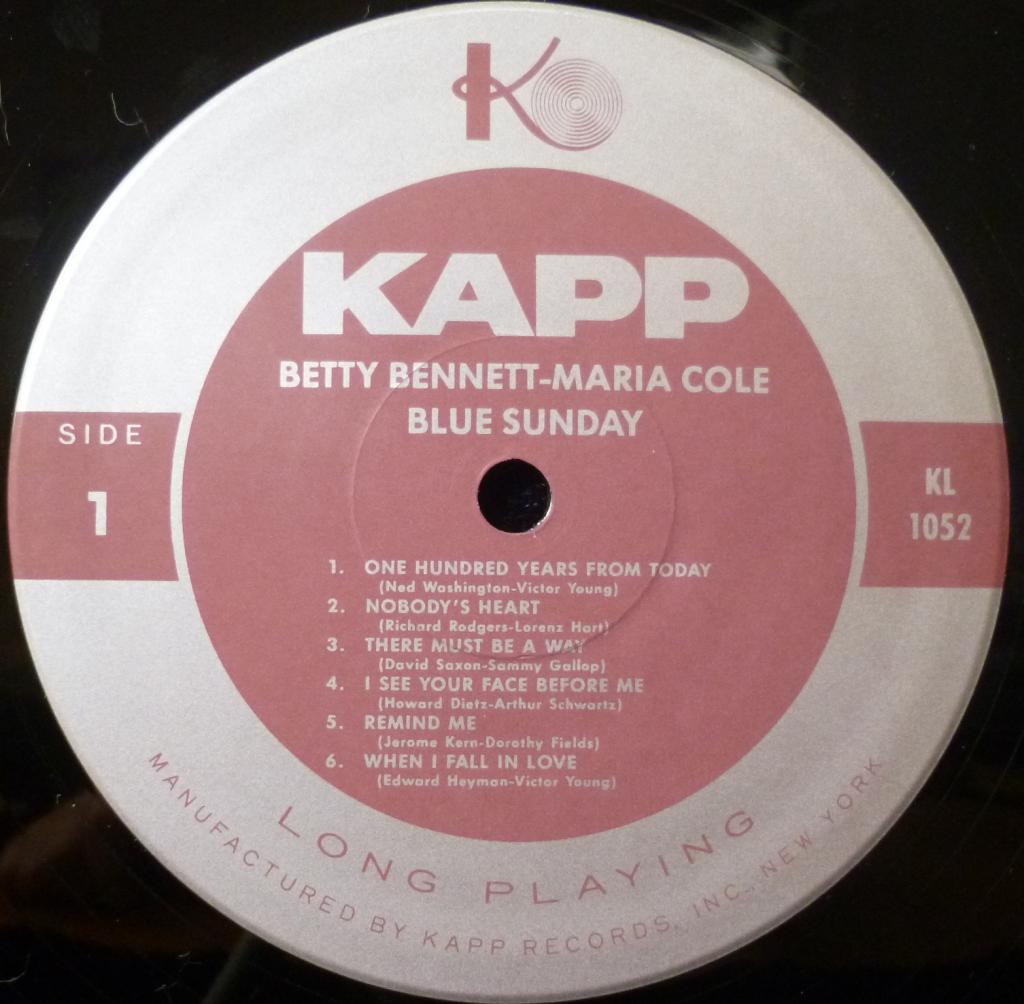 K
KAPP
BETTY BENNETT-MARIA COLE
BLUE SUNDAY
SIDE
1
KL
1052
1. ONE HUNDRED YEARS FROM TODAY
(Ned Washington-Victor Young)
2. NOBODY'S HEART
(Richard Rodgers-Lorenz Hart)
3. THERE MUST BE A WAY
(David Saxon-Sammy Gallop)
4. I SEE YOUR FACE BEFORE ME
(Howard Dietz-Arthur Schwartz)
5. REMIND ME
(Jerome Kern-Dorothy Fields)
6. WHEN I FALL IN LOVE
(Edward Heyman-Victor Young)
LONG PLAYING
MANUFACTURED BY KAPP RECORDS, INC., NEW YORK